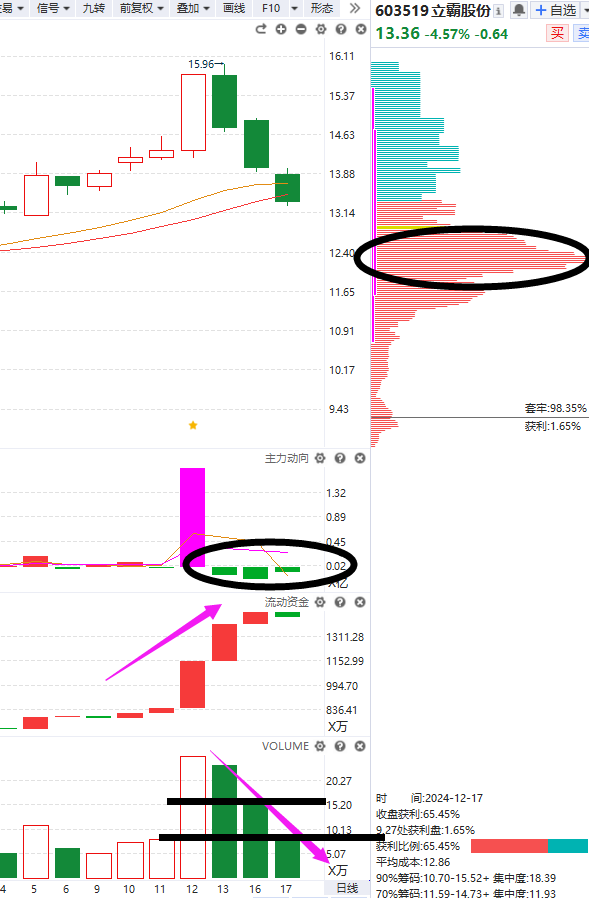 易 信号 九转 前复权 叠加 画线 F10 形态
603519 立霸股份
自选
13.36 -4.57% -0.64
买 卖
15.96→
16.11
15.37
14.63
13.88
13.14
12.40
11.65
10.91
10.17
9.43
套牢:98.35%
获利:1.65%
主力动向
1.32
0.89
0.45
0.02
X亿
流动资金
1311.28
1152.99
994.70
836.41
X万
VOLUME
20.27
15.20
10.13
5.07
X万
4 5 6 9 10 11 12 13 16 17 日线
时 间:2024-12-17
收盘获利:65.45%
9.27处获利盘:1.65%
获利比例:65.45%
平均成本:12.86
90%筹码:10.70-15.52+ 集中度:18.39
70%筹码:11.59-14.73+ 集中度:11.93